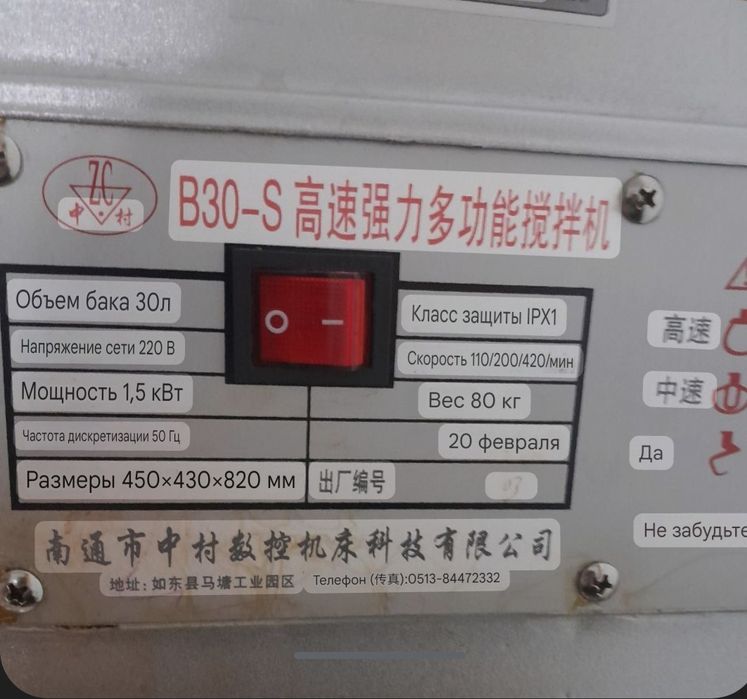 ZC
中村
B30-S 高速强力多功能搅拌机
Объем бака 30л
Класс защиты IPX1
Напряжение сети 220 В
Скорость 110/200/420/мин
Мощность 1,5 кВт
Вес 80 кг
Частота дискретизации 50 Гц
20 февраля
Размеры 450×430×820 мм
出厂编号
03
高速
中速
Да
Не забудьте
南通市中村数控机床科技有限公司
地址: 如东县马塘工业园区 Телефон (传真):0513-84472332